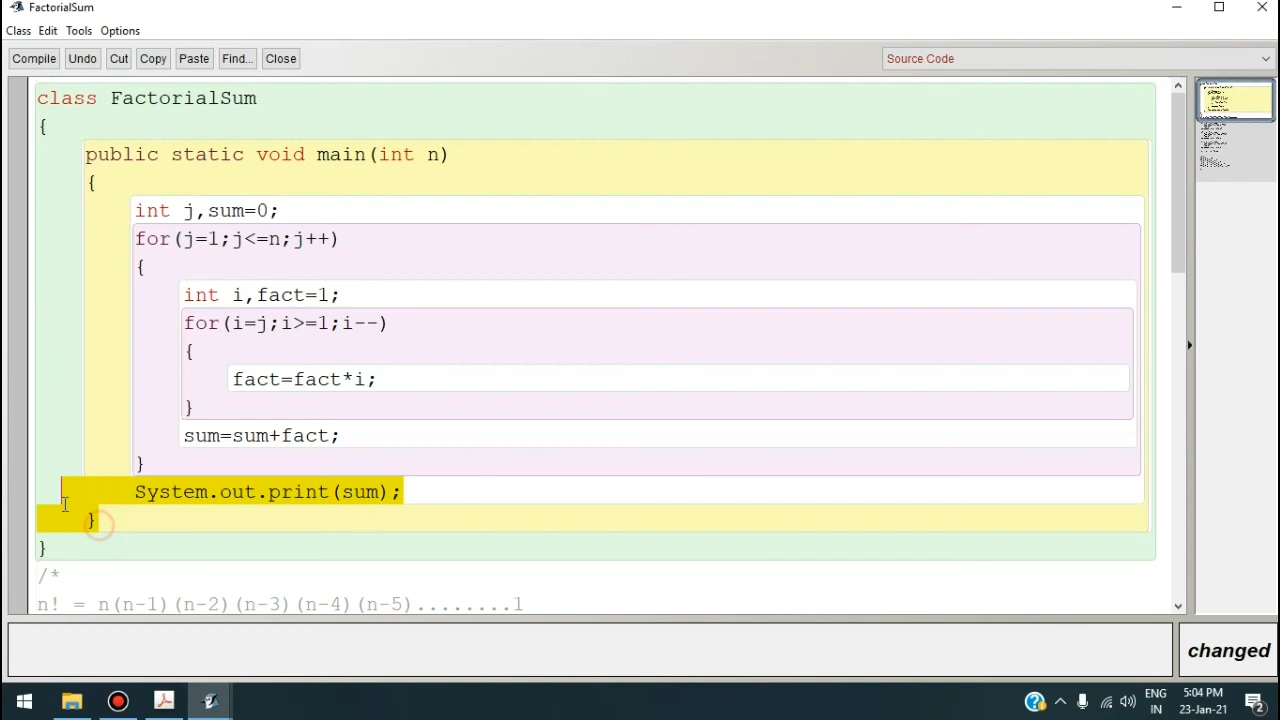 FactorialSum
Class Edit Tools Options
Compile Undo Cut Copy Paste Find... Close Source Code
class FactorialSum
{
public static void main(int n)
{
int j,sum=0;
for(j=1;j<=n;j++)
{
int i,fact=1;
for(i=j;i>=1;i--)
{
fact=fact*i;
}
sum=sum+fact;
}
System.out.print(sum);
}
}
/*
n! = n(n-1)(n-2)(n-3)(n-4)(n-5)........1
changed
ENG 5:04 PM
IN 23-Jan-21 2